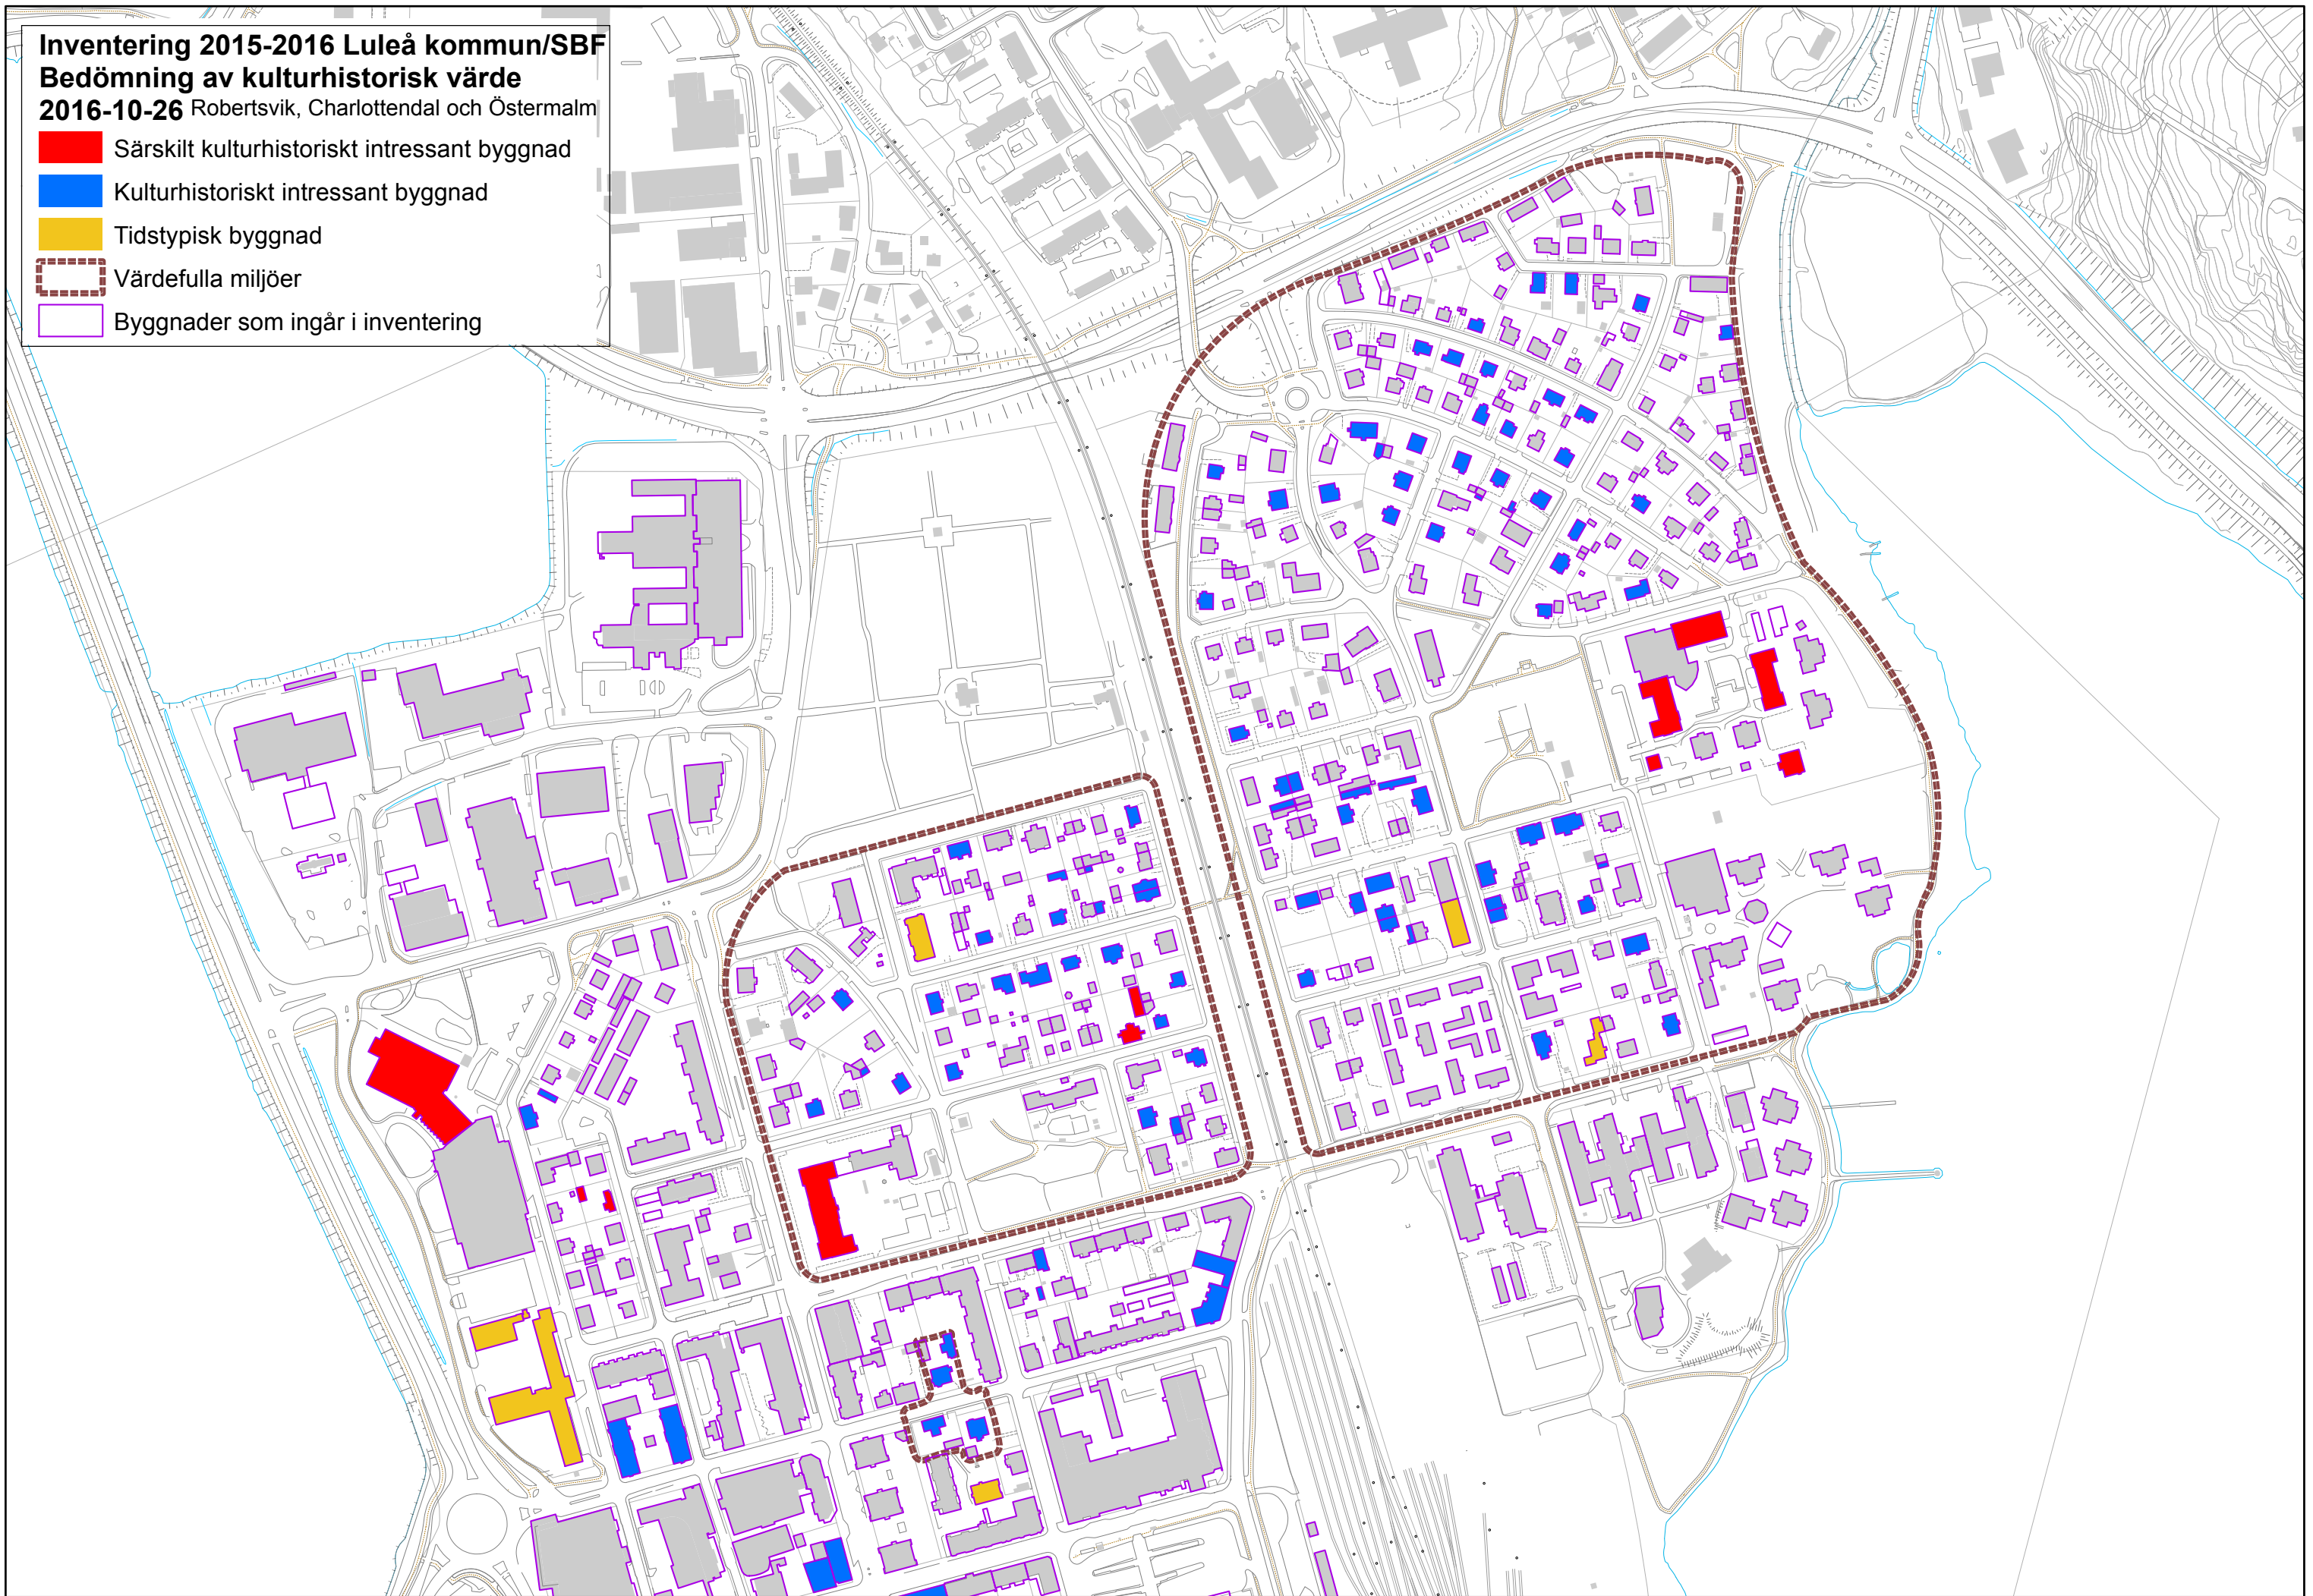 Inventering 2015-2016 Luleå kommun/SBF
Bedömning av kulturhistorisk värde
2016-10-26 Robertsvik, Charlottendal och Östermalm
Särskilt kulturhistoriskt intressant byggnad
Kulturhistoriskt intressant byggnad
Tidstypisk byggnad
Värdefulla miljöer
Byggnader som ingår i inventering